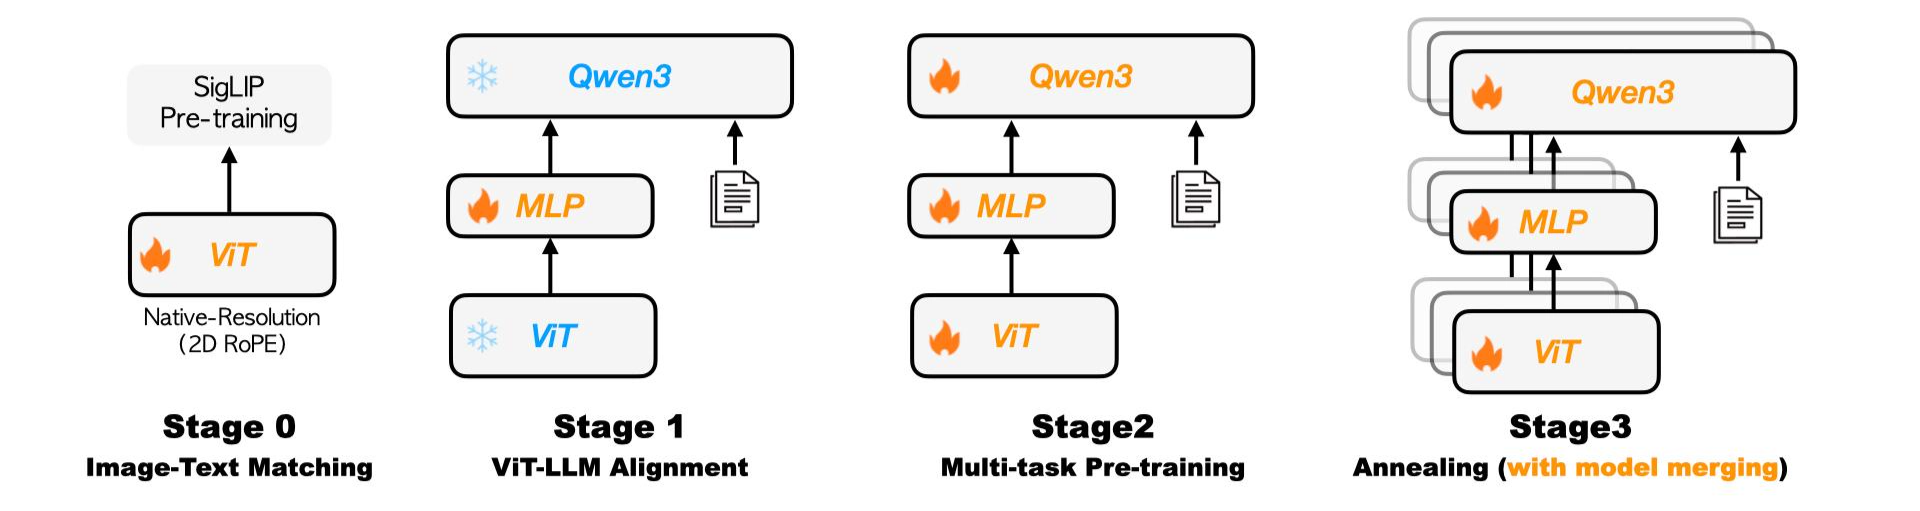 SigLIP
Pre-training
ViT
Native-Resolution
(2D RoPE)
Stage 0
Image-Text Matching
Qwen3
MLP
ViT
Stage 1
ViT-LLM Alignment
Qwen3
MLP
ViT
Stage2
Multi-task Pre-training
Qwen3
MLP
ViT
Stage3
Annealing (with model merging)